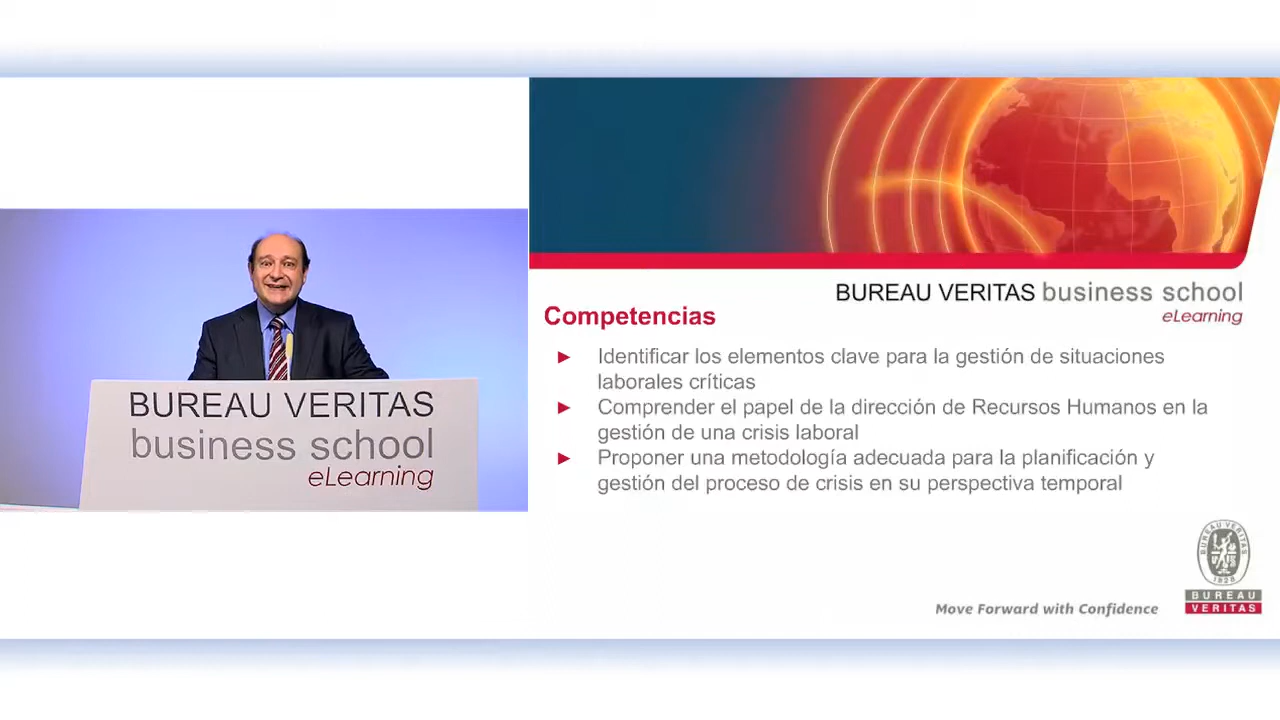 BUREAU VERITAS
business school
eLearning
BUREAU VERITAS business school
eLearning
Competencias
► Identificar los elementos clave para la gestión de situaciones
laborales críticas
► Comprender el papel de la dirección de Recursos Humanos en la
gestión de una crisis laboral
► Proponer una metodología adecuada para la planificación y
gestión del proceso de crisis en su perspectiva temporal
Move Forward with Confidence
BUREAU VERITAS
1828
BUREAU
VERITAS